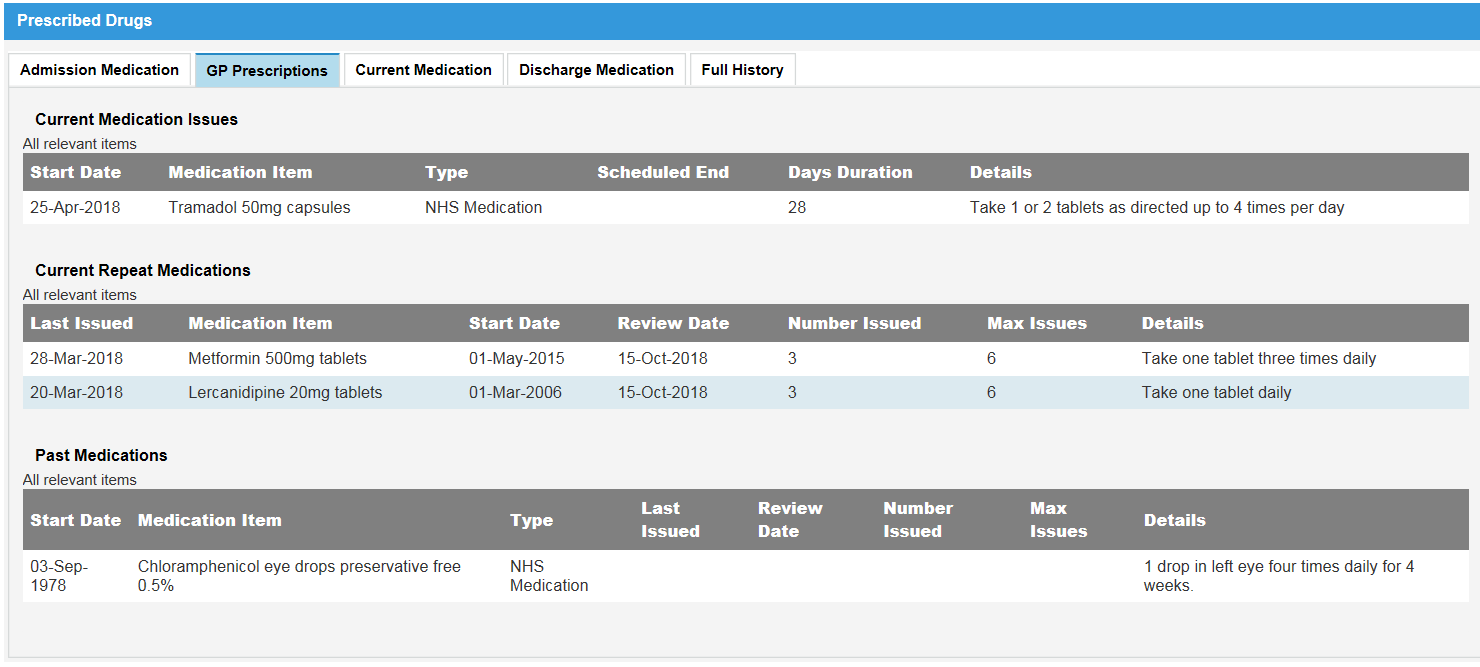 Prescribed Drugs
Admission Medication GP Prescriptions Current Medication Discharge Medication Full History
Current Medication Issues
All relevant items
Start Date Medication Item Type Scheduled End Days Duration Details
25-Apr-2018 Tramadol 50mg capsules NHS Medication 28 Take 1 or 2 tablets as directed up to 4 times per day
Current Repeat Medications
All relevant items
Last Issued Medication Item Start Date Review Date Number Issued Max Issues Details
28-Mar-2018 Metformin 500mg tablets 01-May-2015 15-Oct-2018 3 6 Take one tablet three times daily
20-Mar-2018 Lercanidipine 20mg tablets 01-Mar-2006 15-Oct-2018 3 6 Take one tablet daily
Past Medications
All relevant items
Start Date Medication Item Type Last Issued Review Date Number Issued Max Issues Details
03-Sep-1978 Chloramphenicol eye drops preservative free 0.5% NHS Medication 1 drop in left eye four times daily for 4 weeks.